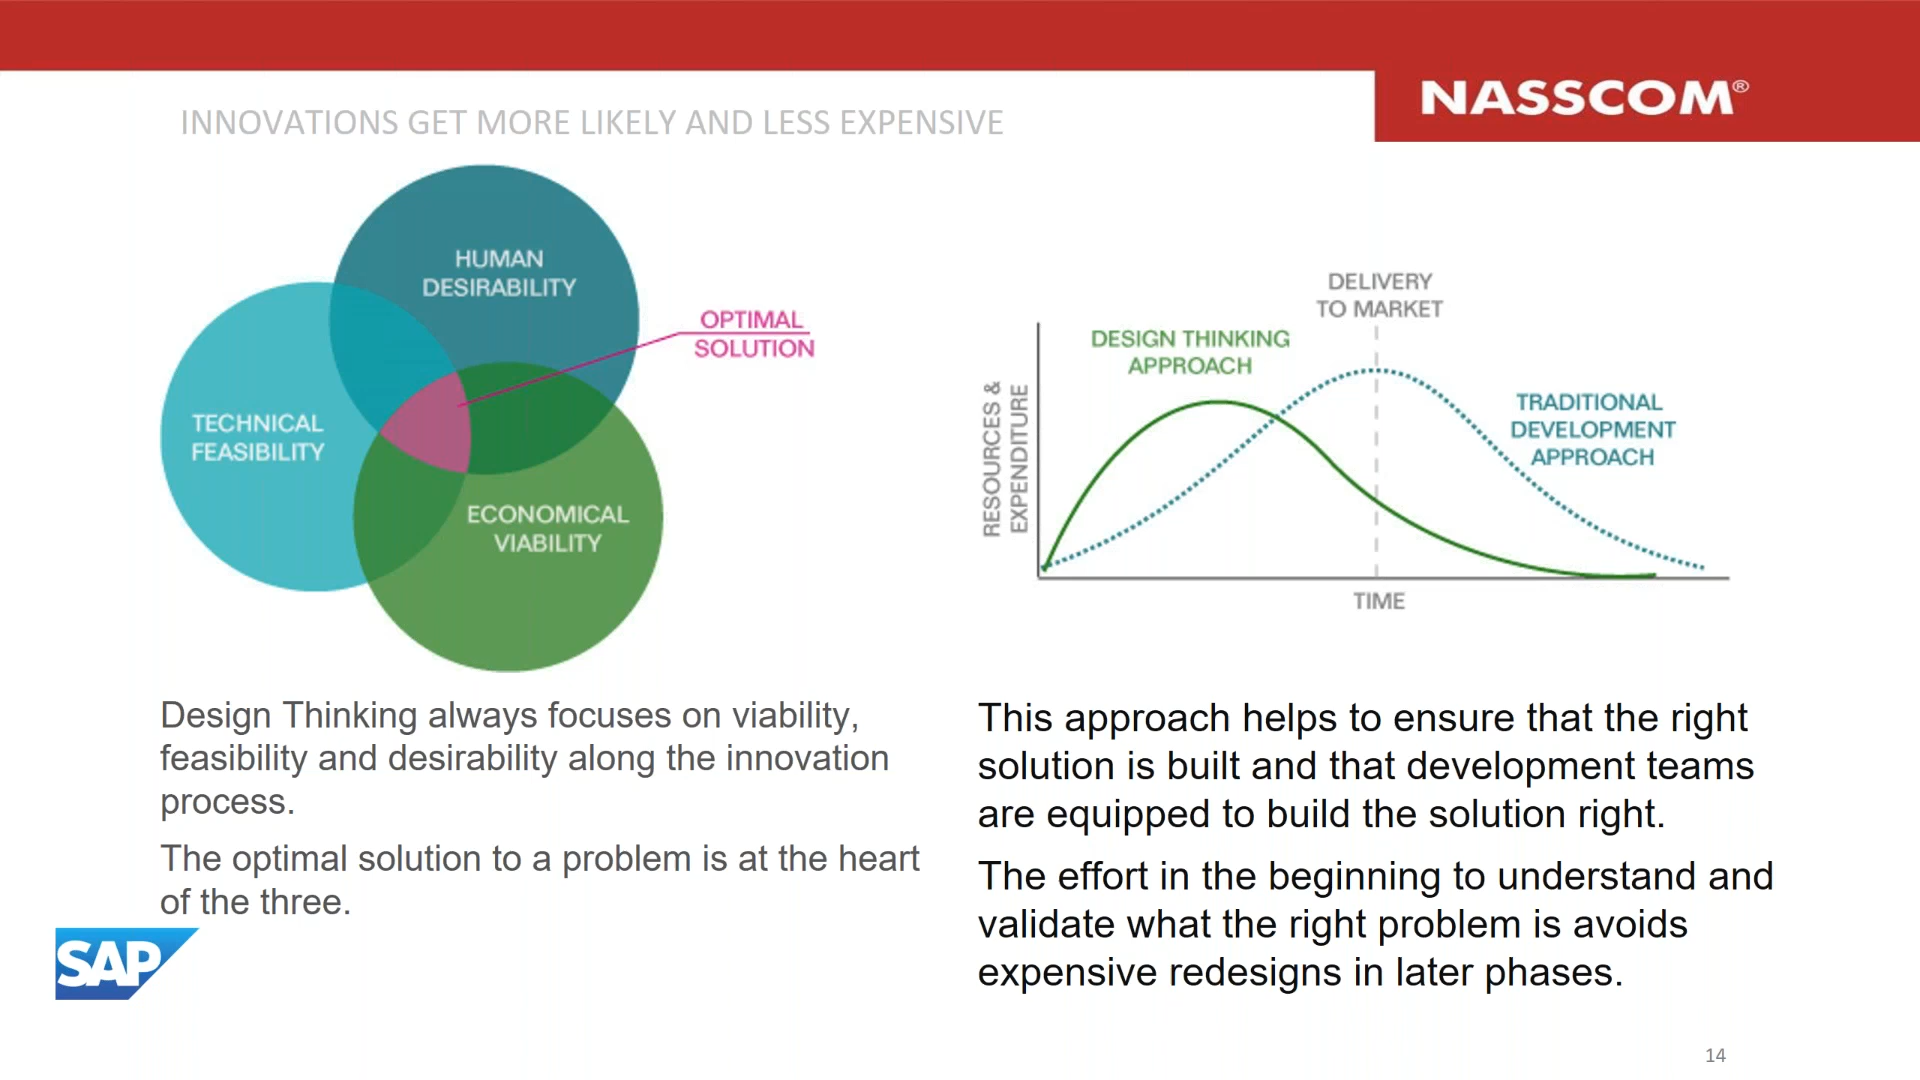 NASSCOM®
INNOVATIONS GET MORE LIKELY AND LESS EXPENSIVE
HUMAN
DESIRABILITY
OPTIMAL
SOLUTION
TECHNICAL
FEASIBILITY
ECONOMICAL
VIABILITY
DELIVERY
TO MARKET
DESIGN THINKING
APPROACH
TRADITIONAL
DEVELOPMENT
APPROACH
RESOURCES &
EXPENDITURE
TIME
Design Thinking always focuses on viability,
feasibility and desirability along the innovation
process.
The optimal solution to a problem is at the heart
of the three.
This approach helps to ensure that the right
solution is built and that development teams
are equipped to build the solution right.
The effort in the beginning to understand and
validate what the right problem is avoids
expensive redesigns in later phases.
SAP
14